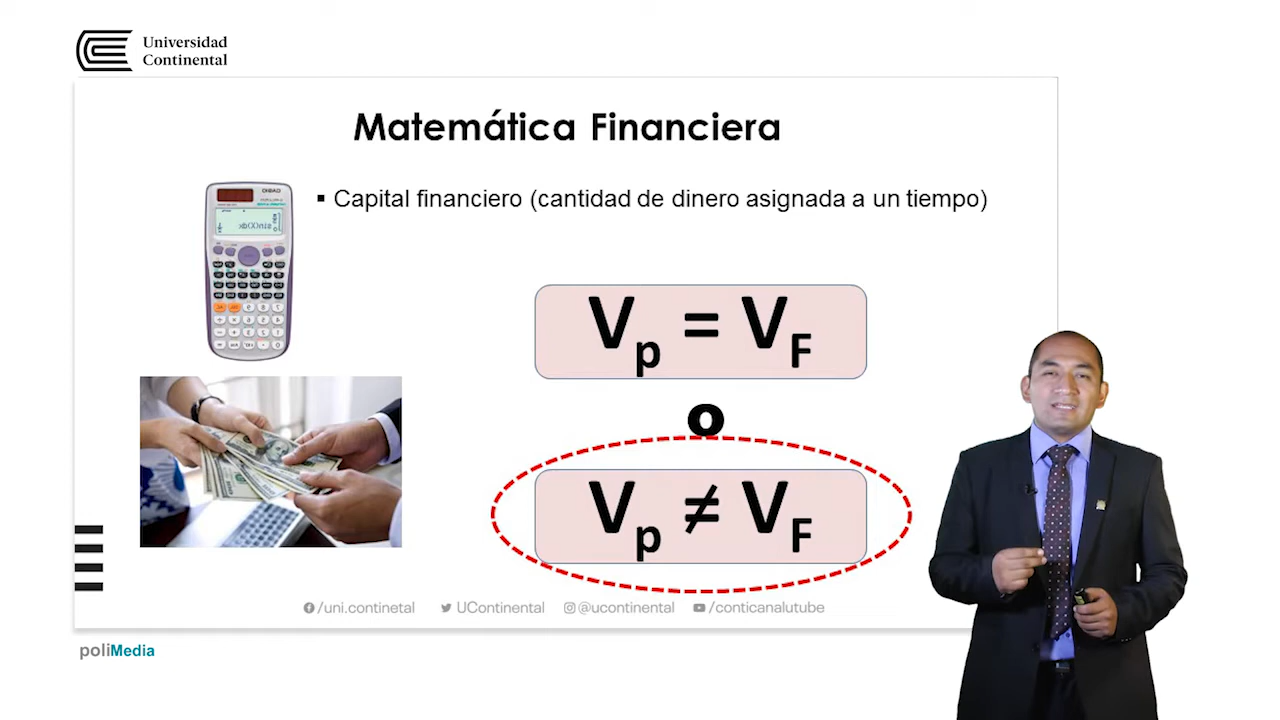 Universidad
Continental
Matemática Financiera
▪ Capital financiero (cantidad de dinero asignada a un tiempo)
Vp = VF
o
Vp ≠ VF
/uni.continetal UContinental @ucontinental /conticanalutube
poliMedia